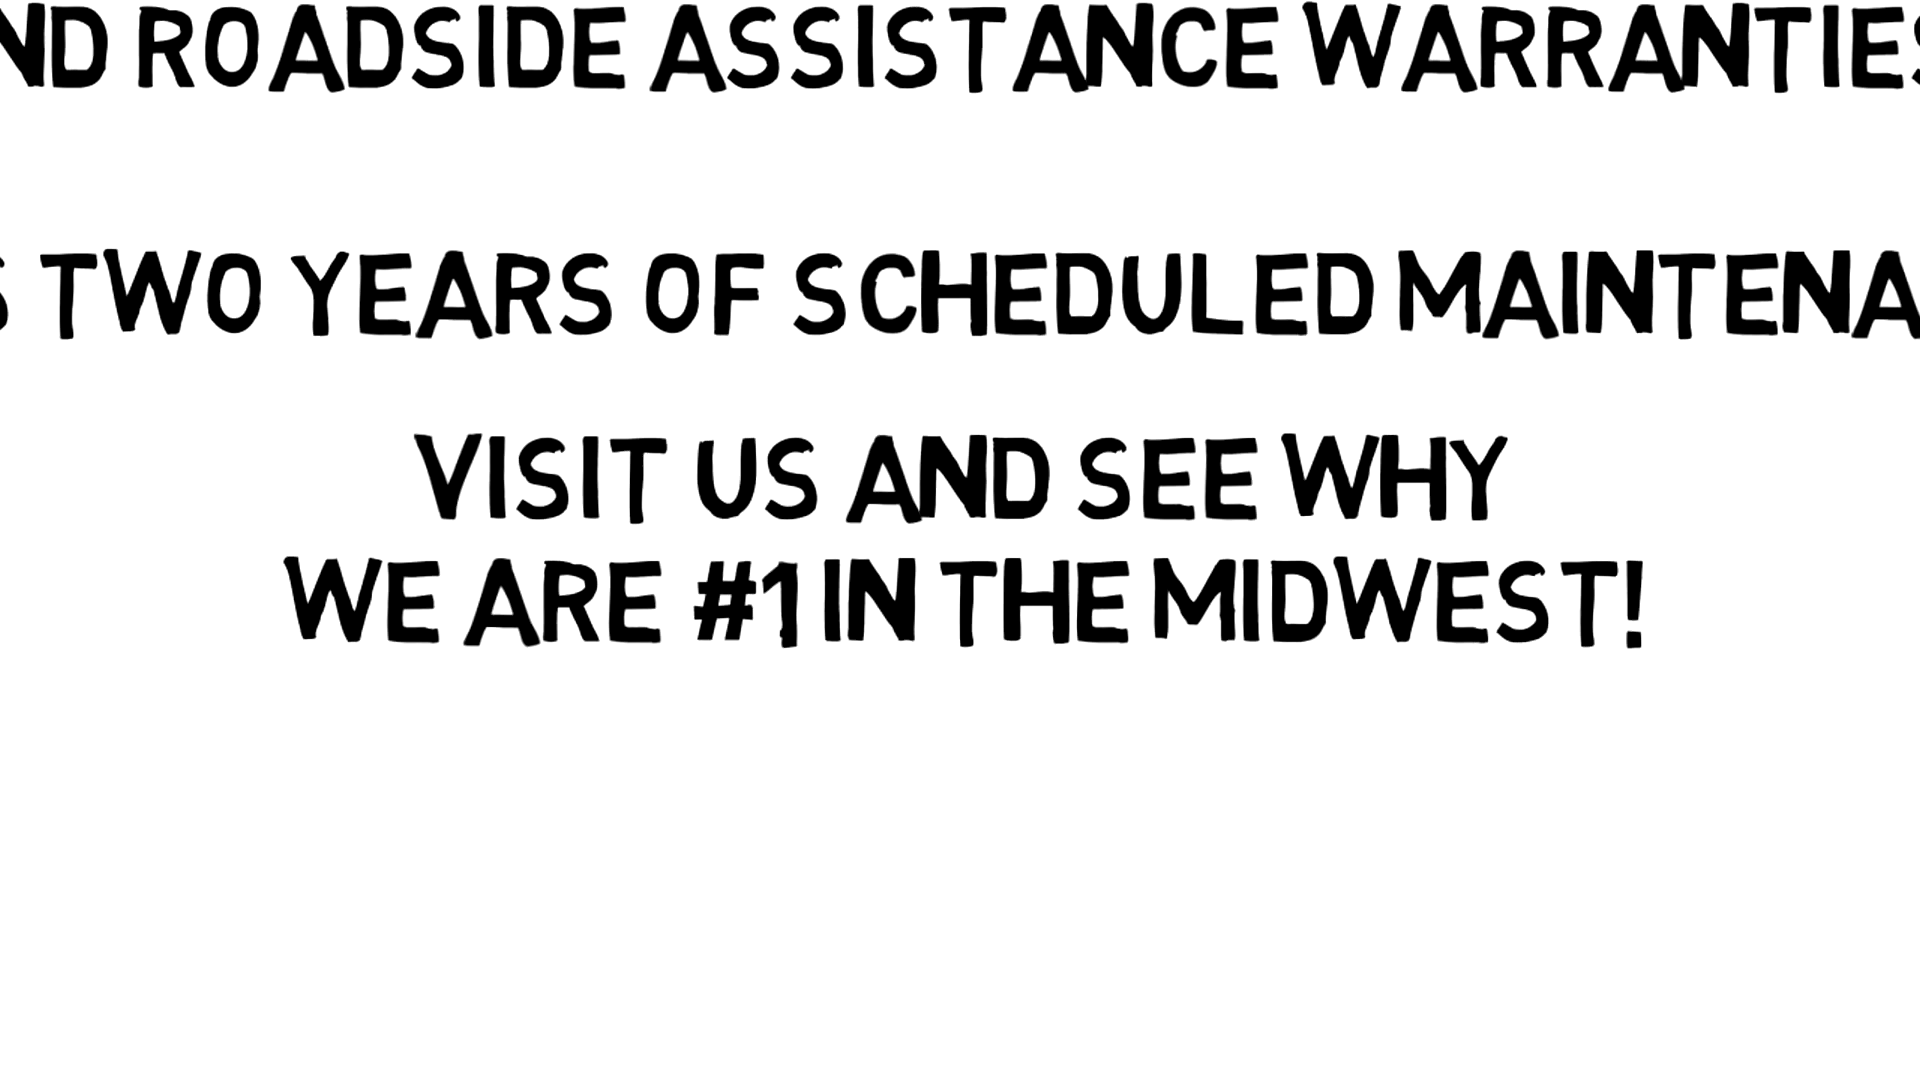 ND ROADSIDE ASSISTANCE WARRANTIES
S TWO YEARS OF SCHEDULED MAINTENA
VISIT US AND SEE WHY
WE ARE #1 IN THE MIDWEST!